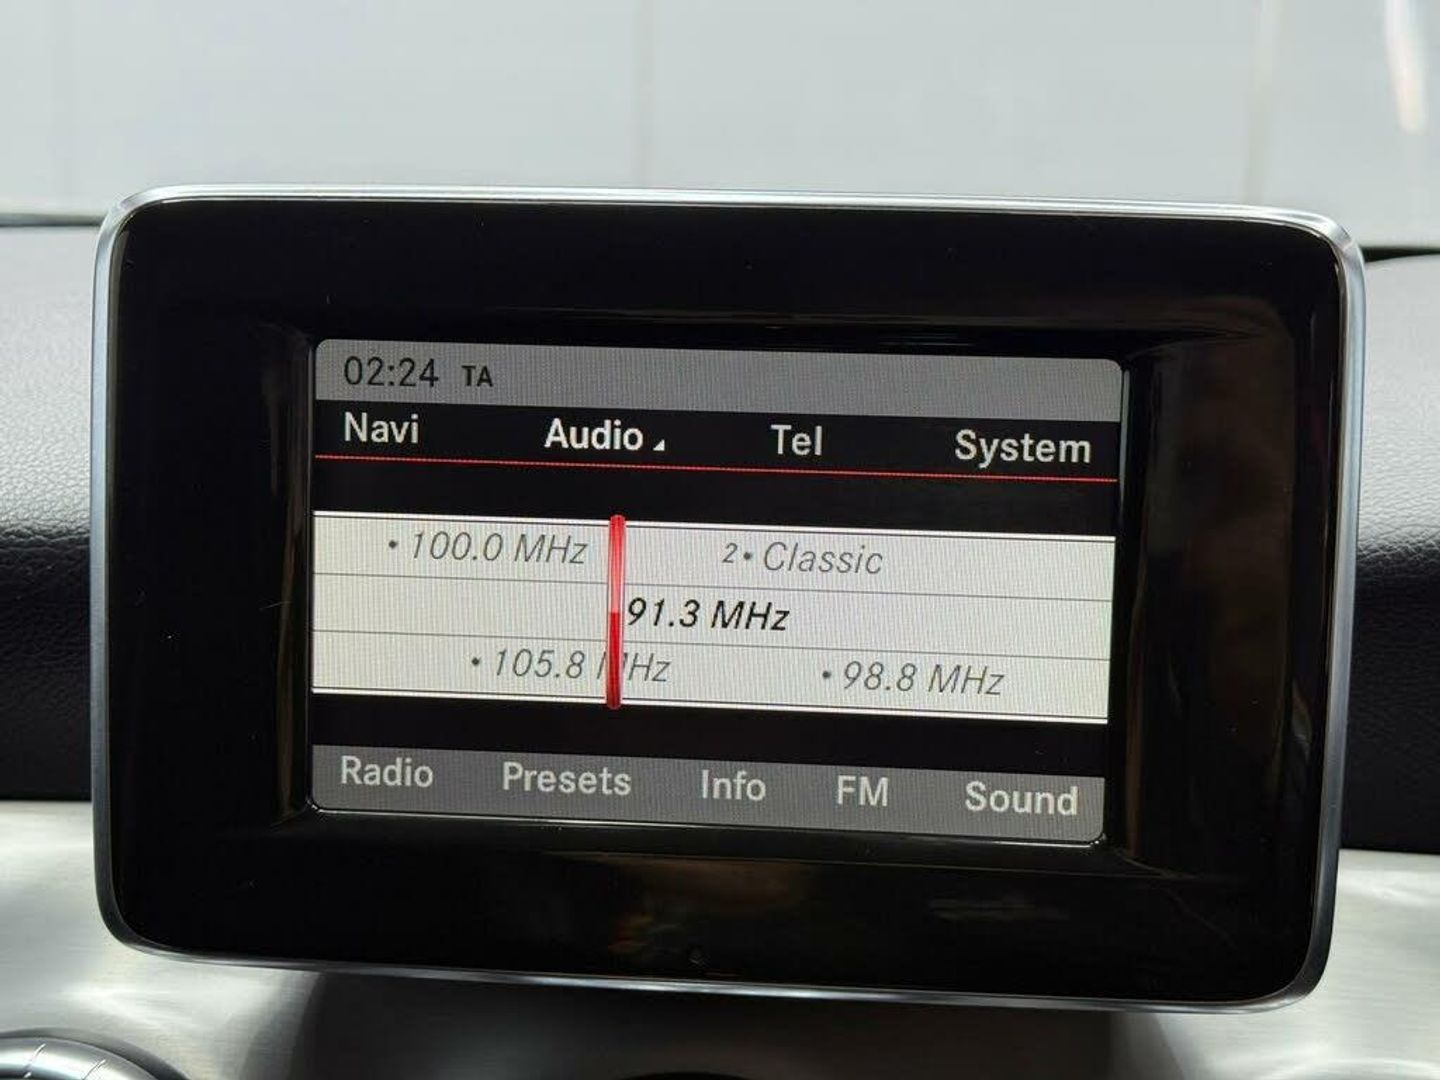 02:24 TA
Navi Audio Tel System
• 100.0 MHz 2• Classic
91.3 MHz
• 105.8 MHz • 98.8 MHz
Radio Presets Info FM Sound